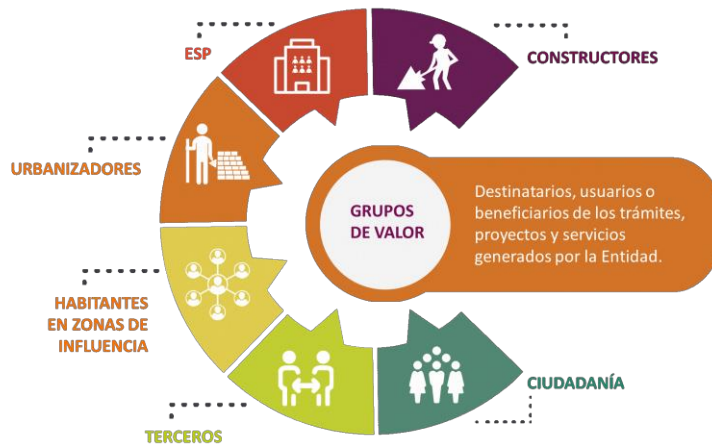 ESP
CONSTRUCTORES
URBANIZADORES
GRUPOS
DE VALOR
Destinatarios, usuarios o
beneficiarios de los trámites,
proyectos y servicios
generados por la Entidad.
HABITANTES
EN ZONAS DE
INFLUENCIA
CIUDADANÍA
TERCEROS